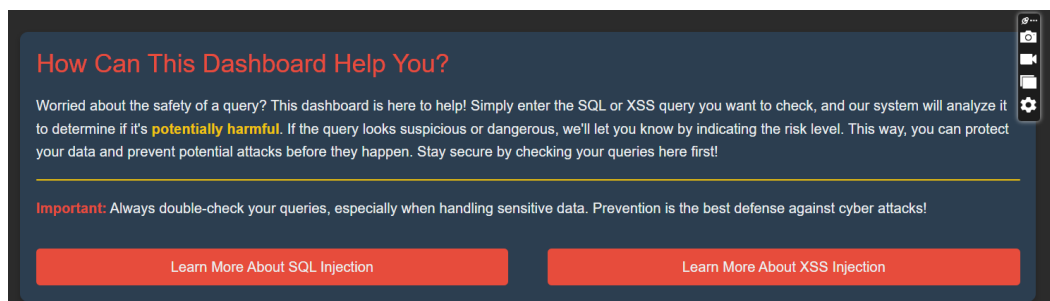 How Can This Dashboard Help You?
Worried about the safety of a query? This dashboard is here to help! Simply enter the SQL or XSS query you want to check, and our system will analyze it
to determine if it's potentially harmful. If the query looks suspicious or dangerous, we'll let you know by indicating the risk level. This way, you can protect
your data and prevent potential attacks before they happen. Stay secure by checking your queries here first!
Important: Always double-check your queries, especially when handling sensitive data. Prevention is the best defense against cyber attacks!
Learn More About SQL Injection
Learn More About XSS Injection